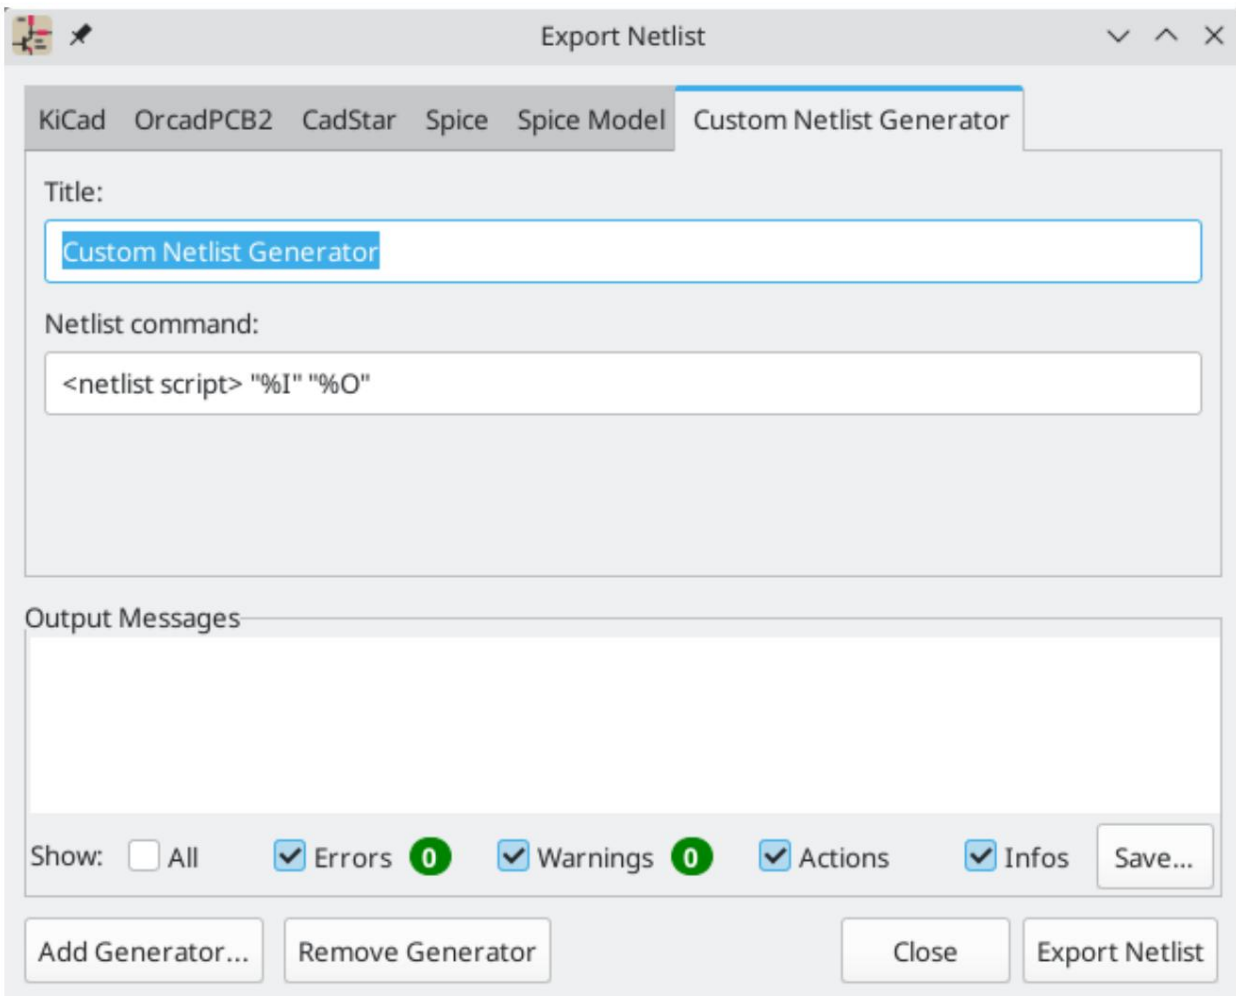 Export Netlist
KiCad OrcadPCB2 CadStar Spice Spice Model Custom Netlist Generator
Title:
Custom Netlist Generator
Netlist command:
<netlist script> "%I" "%O"
Output Messages
Show: All Errors 0 Warnings 0 Actions Infos Save...
Add Generator... Remove Generator Close Export Netlist